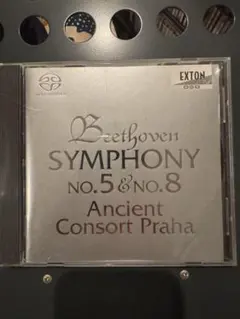 EXTON
Beethoven
SYMPHONY
NO.5 & NO.8
Ancient
Consort Praha